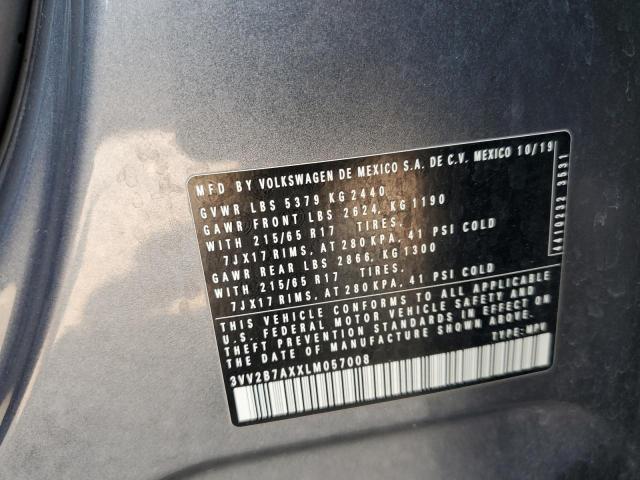 MFD BY VOLKSWAGEN DE MEXICO S.A. DE C.V. MEXICO 10/19
GVWR LBS 5379 KG 2440
GAWR FRONT LBS 2624, KG 1190
WITH 215/65 R17 TIRES.
7JX17 RIMS, AT 280 KPA, 41 PSI COLD
GAWR REAR LBS 2866, KG 1300
WITH 215/65 R17 TIRES.
7JX17 RIMS, AT 280 KPA, 41 PSI COLD
THIS VEHICLE CONFORMS TO ALL APPLICABLE
U.S. FEDERAL MOTOR VEHICLE SAFETY AND
THEFT PREVENTION STANDARDS IN EFFECT ON
DATE OF MANUFACTURE SHOWN ABOVE.
TYPE: MPV
3VV2B7AXXLM057008
4419232 3531